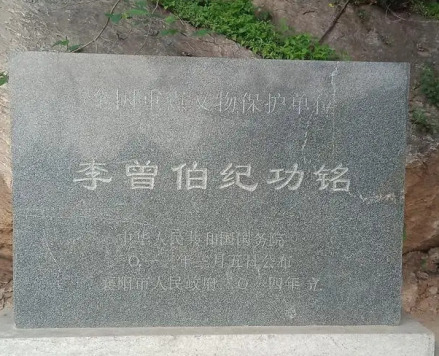 全国重点文物保护单位
李曾伯纪功铭
中华人民共和国国务院
二〇一三年三月五日公布
襄阳市人民政府二〇一四年立